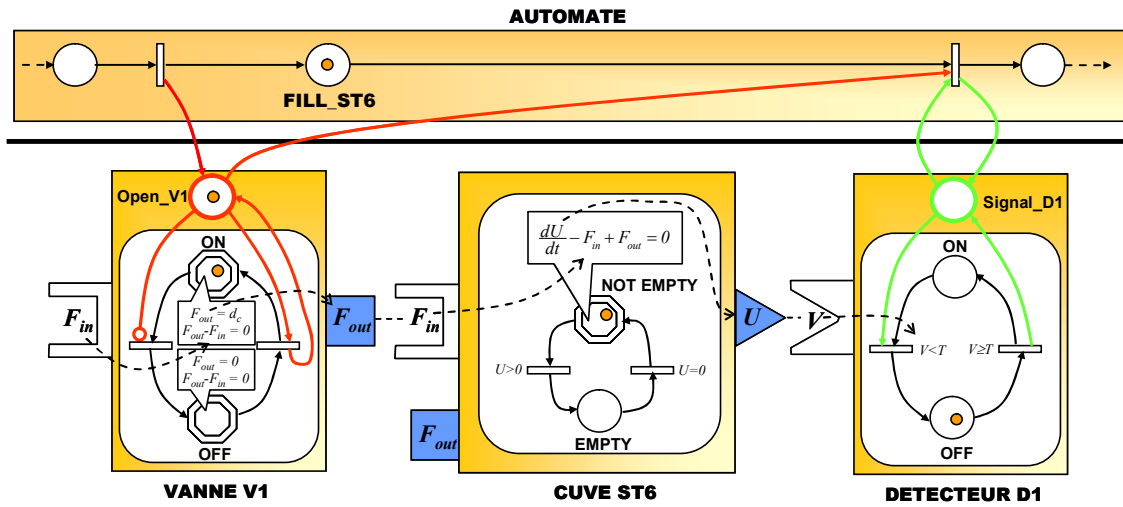 AUTOMATE
FILL_ST6
Open_V1
ON
F_in
F_out = d_c
F_out-F_in = 0
F_out = 0
F_out-F_in = 0
OFF
F_out
VANNE V1
dU/dt - F_in + F_out = 0
NOT EMPTY
F_in
U>0
U=0
EMPTY
F_out
U
CUVE ST6
V
Signal_D1
ON
V<T
V≥T
OFF
DETECTEUR D1